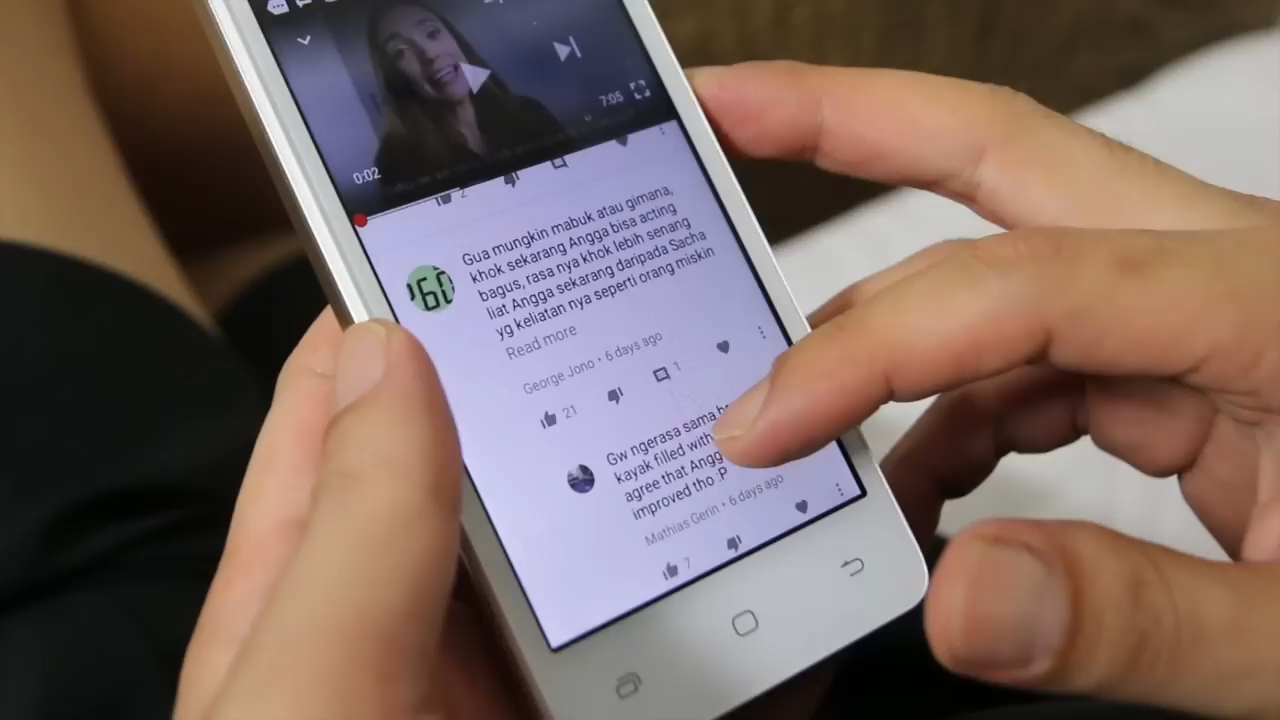 7:05
0:02
2
Gua mungkin mabuk atau gimana,
khok sekarang Angga bisa acting
bagus, rasa nya khok lebih senang
liat Angga sekarang daripada Sacha
yg keliatan nya seperti orang miskin
Read more
George Jono • 6 days ago
21
1
Gw ngerasa sama
kayak filled with
agree that
improved tho :P
Mathias Gerin • 6 days ago
7